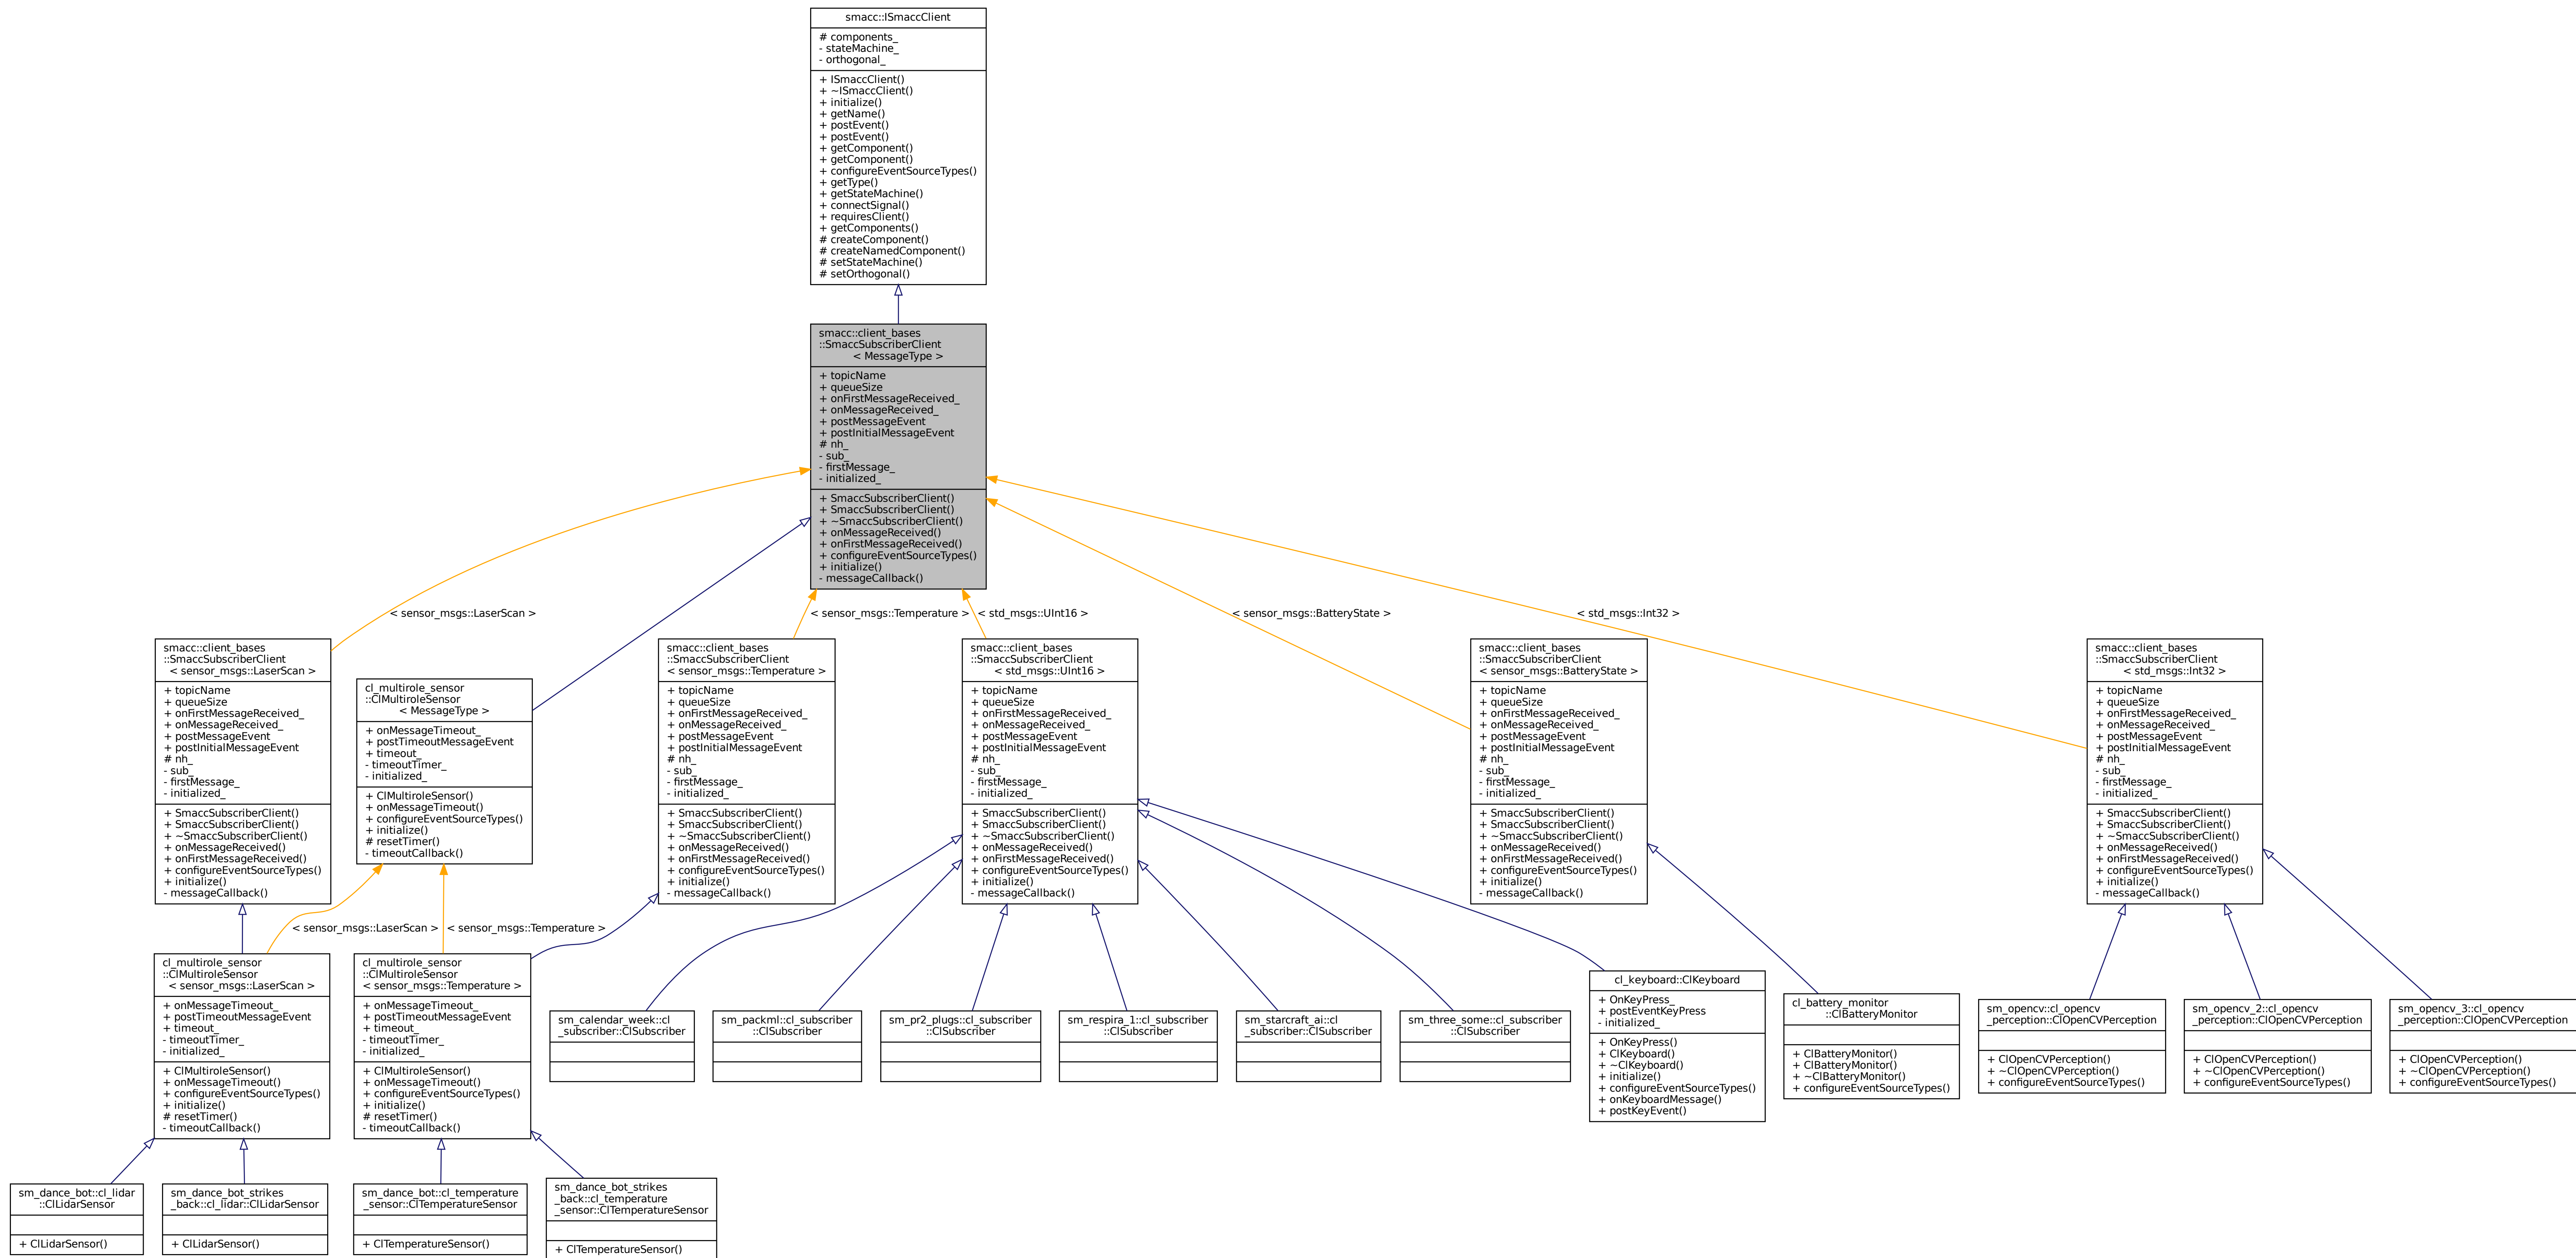 smacc::ISmaccClient
# components_
- stateMachine_
- orthogonal_
+ ISmaccClient()
+ ~ISmaccClient()
+ initialize()
+ getName()
+ postEvent()
+ postEvent()
+ getComponent()
+ getComponent()
+ configureEventSourceTypes()
+ getType()
+ getStateMachine()
+ connectSignal()
+ requiresClient()
+ getComponents()
# createComponent()
# createNamedComponent()
# setStateMachine()
# setOrthogonal()
smacc::client_bases
::SmaccSubscriberClient
< MessageType >
+ topicName
+ queueSize
+ onFirstMessageReceived_
+ onMessageReceived_
+ postMessageEvent
+ postInitialMessageEvent
# nh_
- sub_
- firstMessage_
- initialized_
+ SmaccSubscriberClient()
+ SmaccSubscriberClient()
+ ~SmaccSubscriberClient()
+ onMessageReceived()
+ onFirstMessageReceived()
+ configureEventSourceTypes()
+ initialize()
- messageCallback()
< sensor_msgs::LaserScan >
< sensor_msgs::Temperature >
< std_msgs::UInt16 >
< sensor_msgs::BatteryState >
< std_msgs::Int32 >
smacc::client_bases
::SmaccSubscriberClient
< sensor_msgs::LaserScan >
+ topicName
+ queueSize
+ onFirstMessageReceived_
+ onMessageReceived_
+ postMessageEvent
+ postInitialMessageEvent
# nh_
- sub_
- firstMessage_
- initialized_
+ SmaccSubscriberClient()
+ SmaccSubscriberClient()
+ ~SmaccSubscriberClient()
+ onMessageReceived()
+ onFirstMessageReceived()
+ configureEventSourceTypes()
+ initialize()
- messageCallback()
cl_multirole_sensor
::ClMultiroleSensor
< MessageType >
+ onMessageTimeout_
+ postTimeoutMessageEvent
+ timeout_
- timeoutTimer_
- initialized_
+ ClMultiroleSensor()
+ onMessageTimeout()
+ configureEventSourceTypes()
+ initialize()
# resetTimer()
- timeoutCallback()
smacc::client_bases
::SmaccSubscriberClient
< sensor_msgs::Temperature >
+ topicName
+ queueSize
+ onFirstMessageReceived_
+ onMessageReceived_
+ postMessageEvent
+ postInitialMessageEvent
# nh_
- sub_
- firstMessage_
- initialized_
+ SmaccSubscriberClient()
+ SmaccSubscriberClient()
+ ~SmaccSubscriberClient()
+ onMessageReceived()
+ onFirstMessageReceived()
+ configureEventSourceTypes()
+ initialize()
- messageCallback()
smacc::client_bases
::SmaccSubscriberClient
< std_msgs::UInt16 >
+ topicName
+ queueSize
+ onFirstMessageReceived_
+ onMessageReceived_
+ postMessageEvent
+ postInitialMessageEvent
# nh_
- sub_
- firstMessage_
- initialized_
+ SmaccSubscriberClient()
+ SmaccSubscriberClient()
+ ~SmaccSubscriberClient()
+ onMessageReceived()
+ onFirstMessageReceived()
+ configureEventSourceTypes()
+ initialize()
- messageCallback()
smacc::client_bases
::SmaccSubscriberClient
< sensor_msgs::BatteryState >
+ topicName
+ queueSize
+ onFirstMessageReceived_
+ onMessageReceived_
+ postMessageEvent
+ postInitialMessageEvent
# nh_
- sub_
- firstMessage_
- initialized_
+ SmaccSubscriberClient()
+ SmaccSubscriberClient()
+ ~SmaccSubscriberClient()
+ onMessageReceived()
+ onFirstMessageReceived()
+ configureEventSourceTypes()
+ initialize()
- messageCallback()
smacc::client_bases
::SmaccSubscriberClient
< std_msgs::Int32 >
+ topicName
+ queueSize
+ onFirstMessageReceived_
+ onMessageReceived_
+ postMessageEvent
+ postInitialMessageEvent
# nh_
- sub_
- firstMessage_
- initialized_
+ SmaccSubscriberClient()
+ SmaccSubscriberClient()
+ ~SmaccSubscriberClient()
+ onMessageReceived()
+ onFirstMessageReceived()
+ configureEventSourceTypes()
+ initialize()
- messageCallback()
< sensor_msgs::LaserScan >
< sensor_msgs::Temperature >
cl_multirole_sensor
::ClMultiroleSensor
< sensor_msgs::LaserScan >
+ onMessageTimeout_
+ postTimeoutMessageEvent
+ timeout_
- timeoutTimer_
- initialized_
+ ClMultiroleSensor()
+ onMessageTimeout()
+ configureEventSourceTypes()
+ initialize()
# resetTimer()
- timeoutCallback()
cl_multirole_sensor
::ClMultiroleSensor
< sensor_msgs::Temperature >
+ onMessageTimeout_
+ postTimeoutMessageEvent
+ timeout_
- timeoutTimer_
- initialized_
+ ClMultiroleSensor()
+ onMessageTimeout()
+ configureEventSourceTypes()
+ initialize()
# resetTimer()
- timeoutCallback()
sm_calendar_week::cl
_subscriber::ClSubscriber
sm_packml::cl_subscriber
::ClSubscriber
sm_pr2_plugs::cl_subscriber
::ClSubscriber
sm_respira_1::cl_subscriber
::ClSubscriber
sm_starcraft_ai::cl
_subscriber::ClSubscriber
sm_three_some::cl_subscriber
::ClSubscriber
cl_keyboard::ClKeyboard
+ OnKeyPress_
+ postEventKeyPress
- initialized_
+ OnKeyPress()
+ ClKeyboard()
+ ~ClKeyboard()
+ initialize()
+ configureEventSourceTypes()
+ onKeyboardMessage()
+ postKeyEvent()
cl_battery_monitor
::ClBatteryMonitor
+ ClBatteryMonitor()
+ ClBatteryMonitor()
+ ~ClBatteryMonitor()
+ configureEventSourceTypes()
sm_opencv::cl_opencv
_perception::ClOpenCVPerception
+ ClOpenCVPerception()
+ ~ClOpenCVPerception()
+ configureEventSourceTypes()
sm_opencv_2::cl_opencv
_perception::ClOpenCVPerception
+ ClOpenCVPerception()
+ ~ClOpenCVPerception()
+ configureEventSourceTypes()
sm_opencv_3::cl_opencv
_perception::ClOpenCVPerception
+ ClOpenCVPerception()
+ ~ClOpenCVPerception()
+ configureEventSourceTypes()
sm_dance_bot::cl_lidar
::ClLidarSensor
+ ClLidarSensor()
sm_dance_bot_strikes
_back::cl_lidar::ClLidarSensor
+ ClLidarSensor()
sm_dance_bot::cl_temperature
_sensor::ClTemperatureSensor
+ ClTemperatureSensor()
sm_dance_bot_strikes
_back::cl_temperature
_sensor::ClTemperatureSensor
+ ClTemperatureSensor()